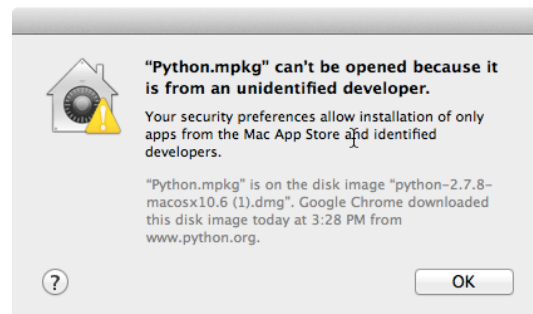 “Python.mpkg” can’t be opened because it
is from an unidentified developer.
Your security preferences allow installation of only
apps from the Mac App Store and identified
developers.
“Python.mpkg” is on the disk image “python-2.7.8-
macosx10.6 (1).dmg”. Google Chrome downloaded
this disk image today at 3:28 PM from
www.python.org.
?
OK